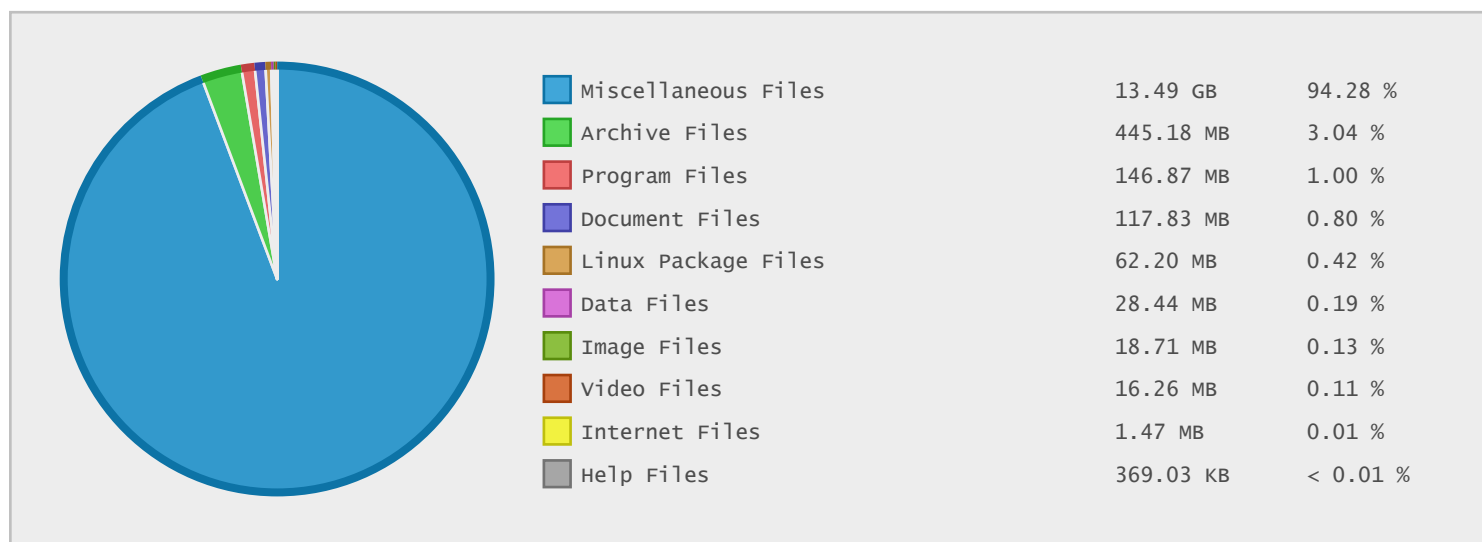 Miscellaneous Files 13.49 GB 94.28 %
Archive Files 445.18 MB 3.04 %
Program Files 146.87 MB 1.00 %
Document Files 117.83 MB 0.80 %
Linux Package Files 62.20 MB 0.42 %
Data Files 28.44 MB 0.19 %
Image Files 18.71 MB 0.13 %
Video Files 16.26 MB 0.11 %
Internet Files 1.47 MB 0.01 %
Help Files 369.03 KB < 0.01 %